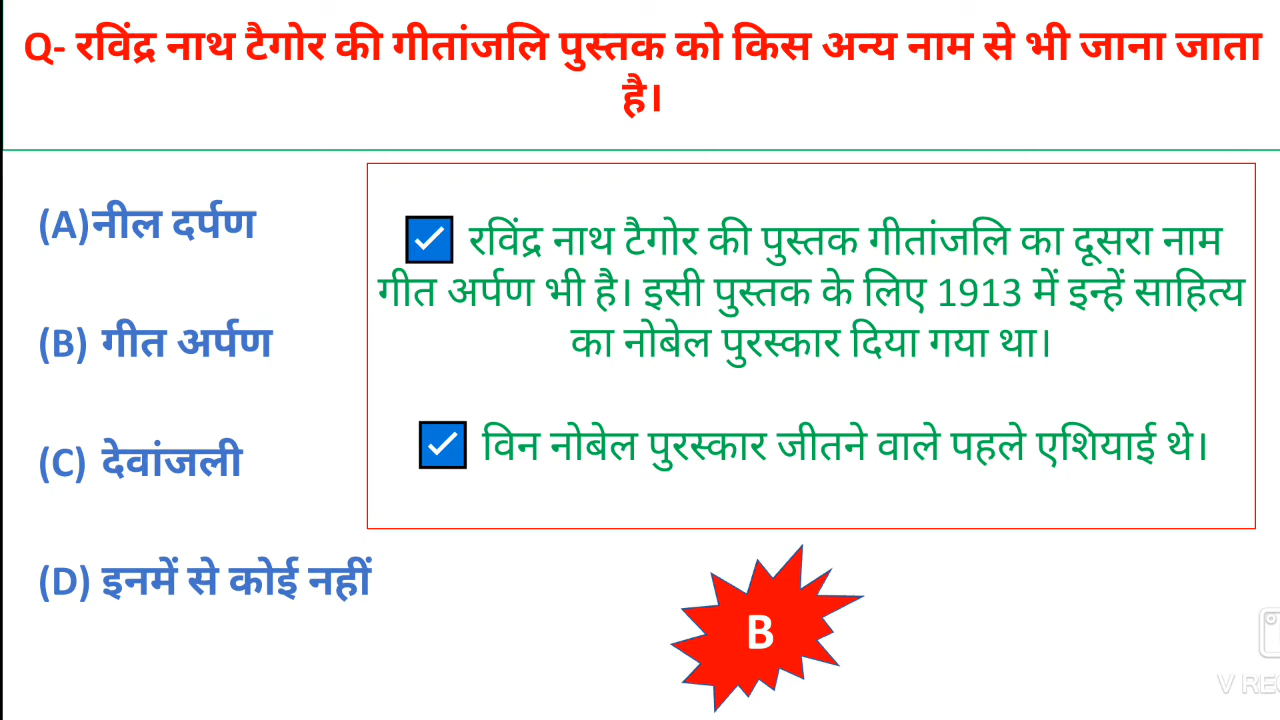 Q- रविंद्र नाथ टैगोर की गीतांजलि पुस्तक को किस अन्य नाम से भी जाना जाता
है।
(A)नील दर्पण
(B) गीत अर्पण
(C) देवांजली
(D) इनमें से कोई नहीं
रविंद्र नाथ टैगोर की पुस्तक गीतांजलि का दूसरा नाम
गीत अर्पण भी है। इसी पुस्तक के लिए 1913 में इन्हें साहित्य
का नोबेल पुरस्कार दिया गया था।
विन नोबेल पुरस्कार जीतने वाले पहले एशियाई थे।
B